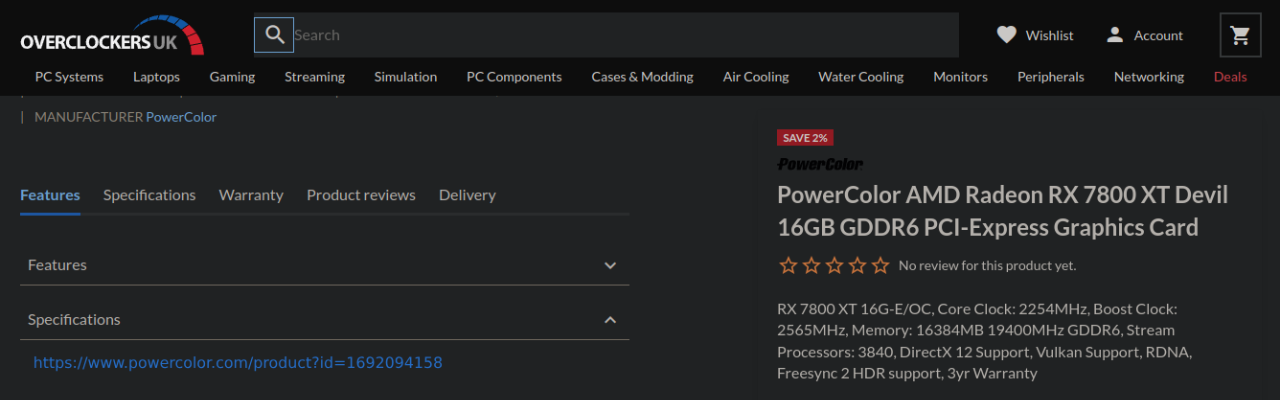 OVERCLOCKERS UK
Search
Wishlist
Account
PC Systems Laptops Gaming Streaming Simulation PC Components Cases & Modding Air Cooling Water Cooling Monitors Peripherals Networking Deals
| MANUFACTURER PowerColor
Features Specifications Warranty Product reviews Delivery
Features
Specifications
https://www.powercolor.com/product?id=1692094158
SAVE 2%
PowerColor
PowerColor AMD Radeon RX 7800 XT Devil
16GB GDDR6 PCI-Express Graphics Card
No review for this product yet.
RX 7800 XT 16G-E/OC, Core Clock: 2254MHz, Boost Clock:
2565MHz, Memory: 16384MB 19400MHz GDDR6, Stream
Processors: 3840, DirectX 12 Support, Vulkan Support, RDNA,
Freesync 2 HDR support, 3yr Warranty